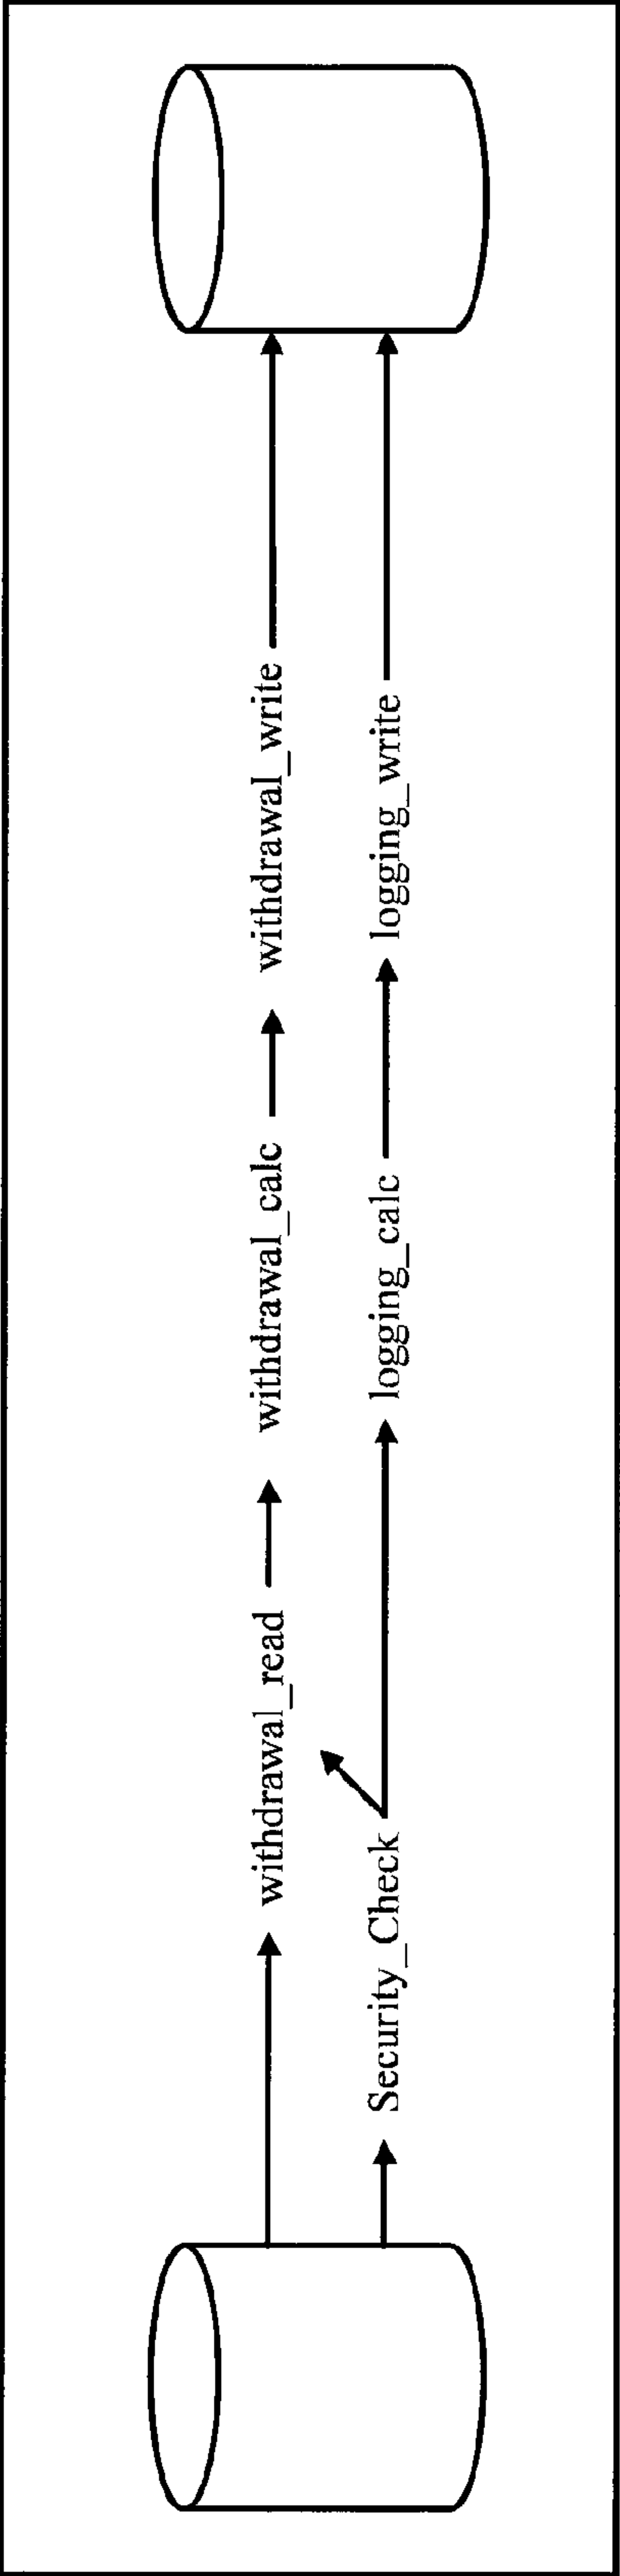 withdrawal_read
withdrawal_calc
withdrawal_write
Security_Check
logging_calc
logging_write